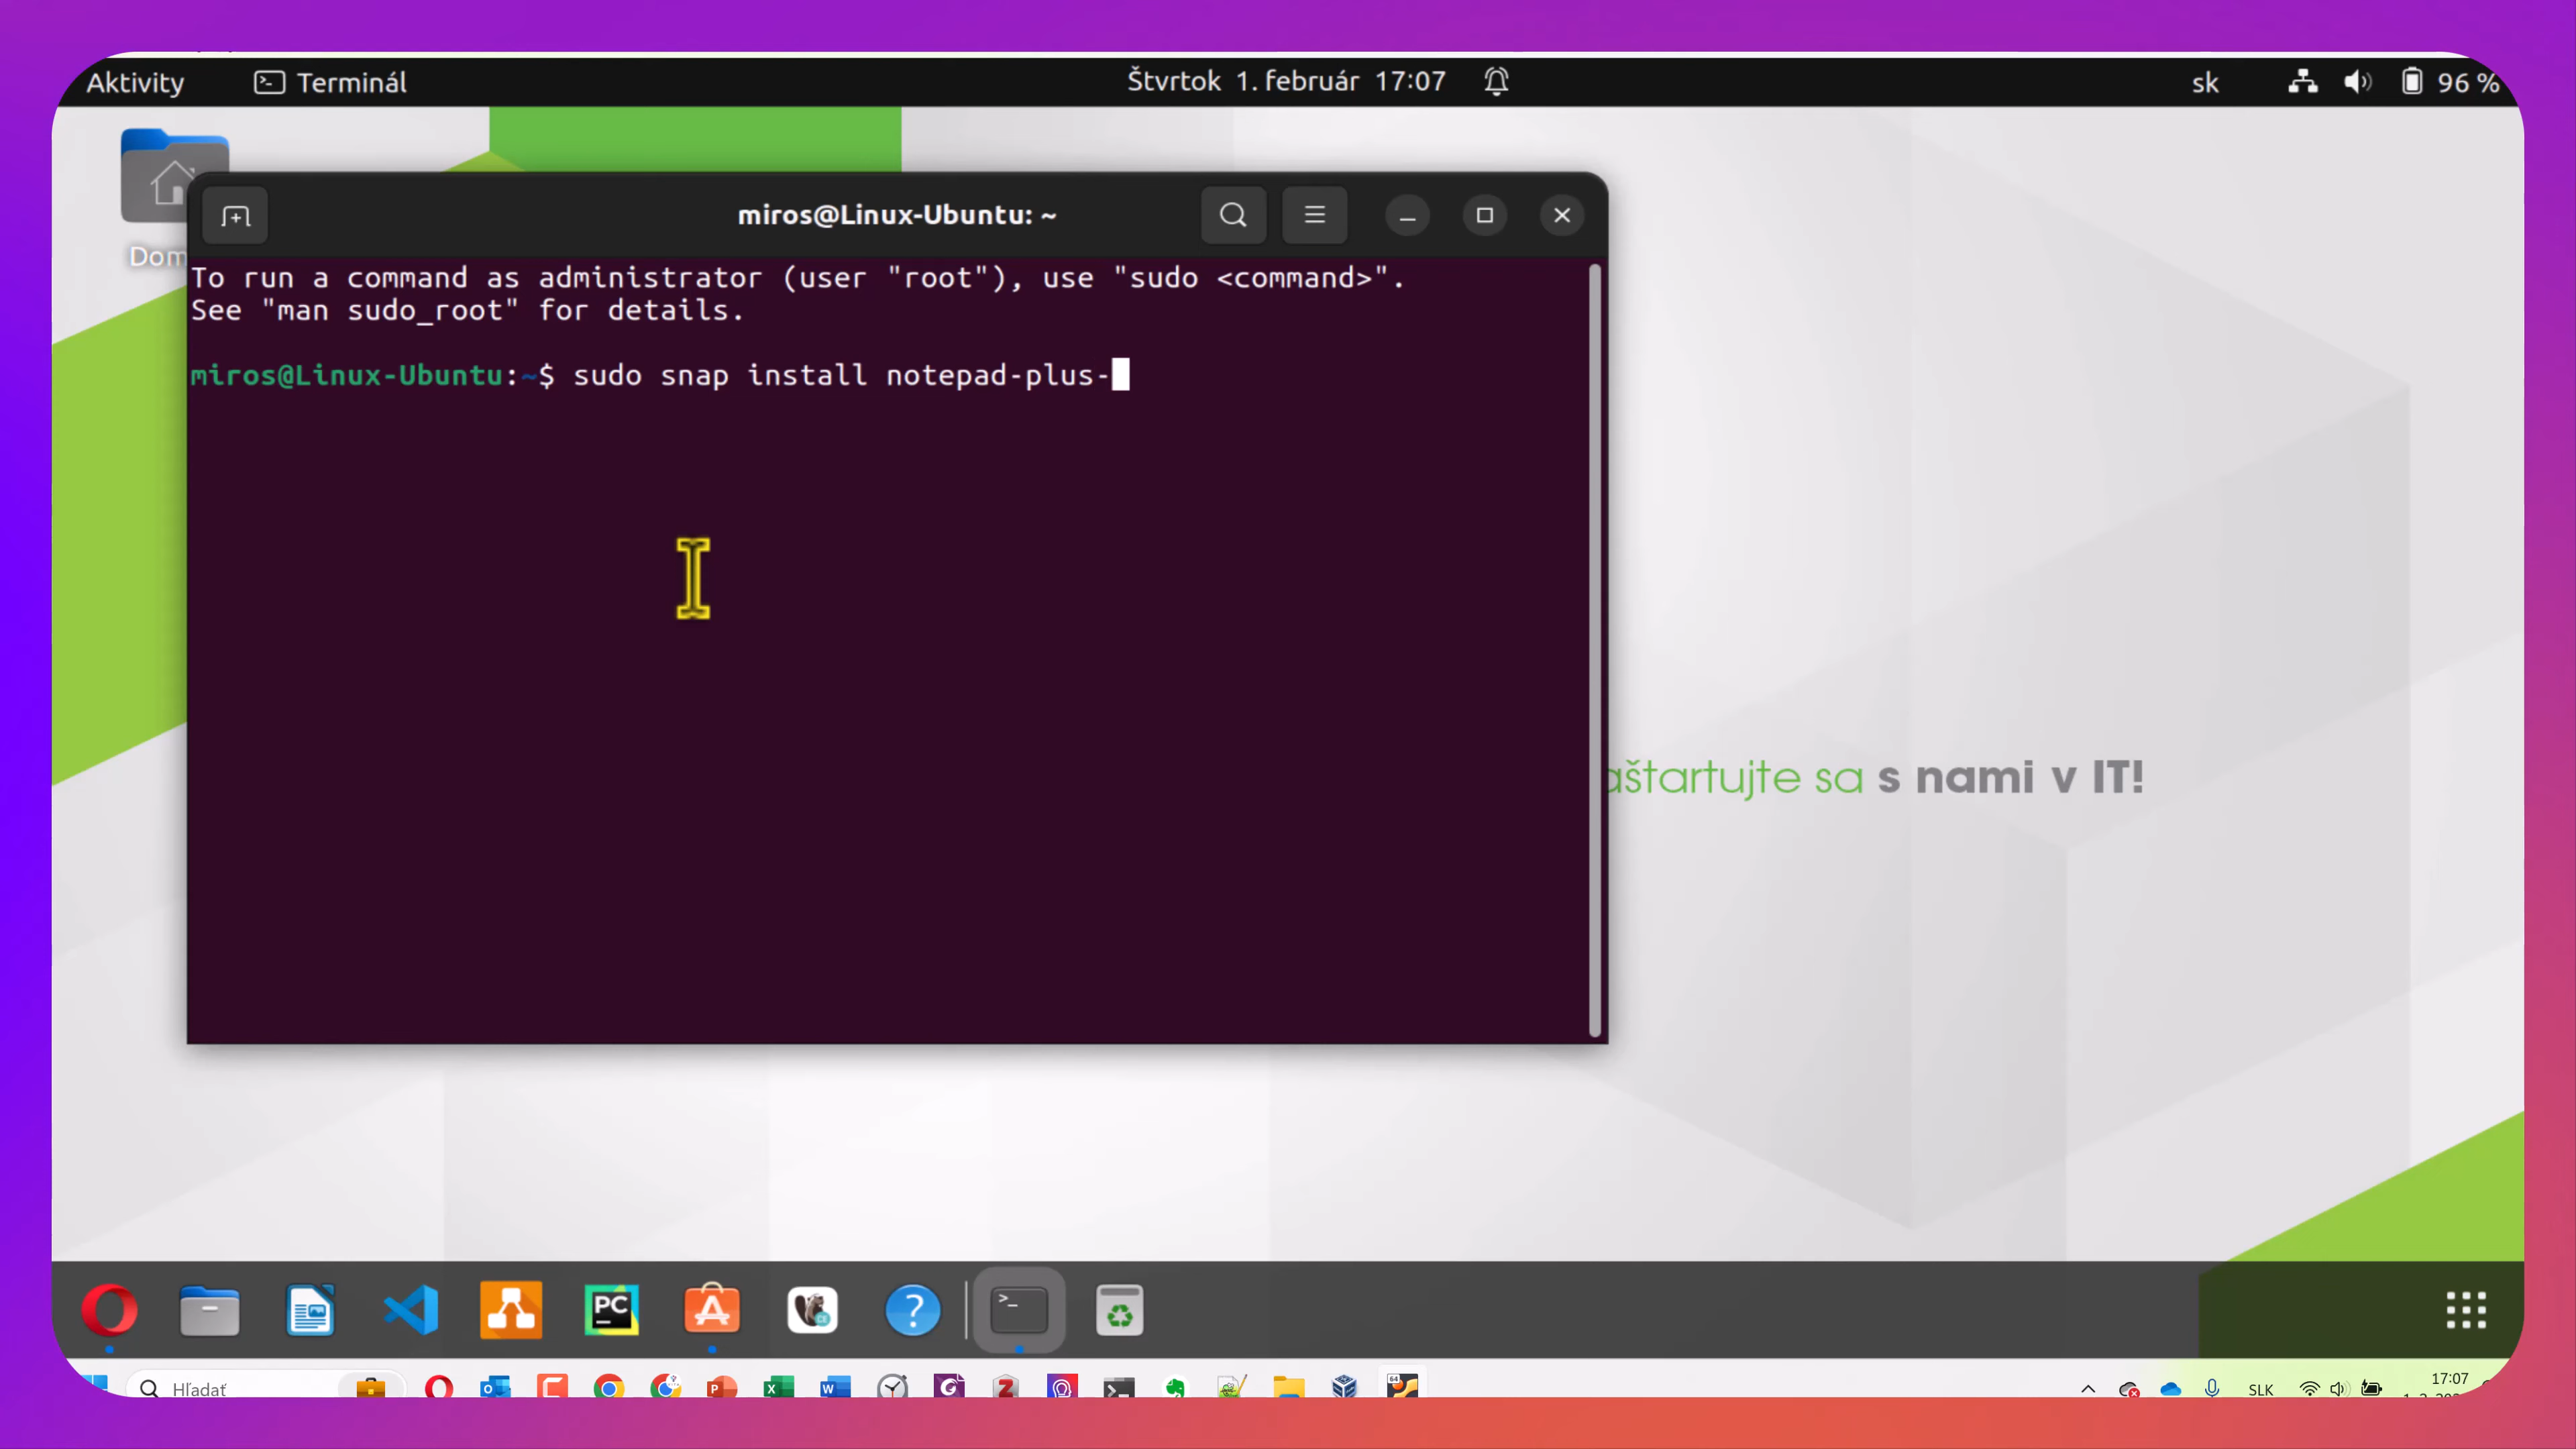 Aktivity
Terminál
Štvrtok 1. február 17:07
sk
96 %
miros@Linux-Ubuntu: ~
To run a command as administrator (user "root"), use "sudo <command>".
See "man sudo_root" for details.
miros@Linux-Ubuntu:~$ sudo snap install notepad-plus-
Dom
aštartujte sa s nami v IT!
PC
Hľadať
SLK
17:07